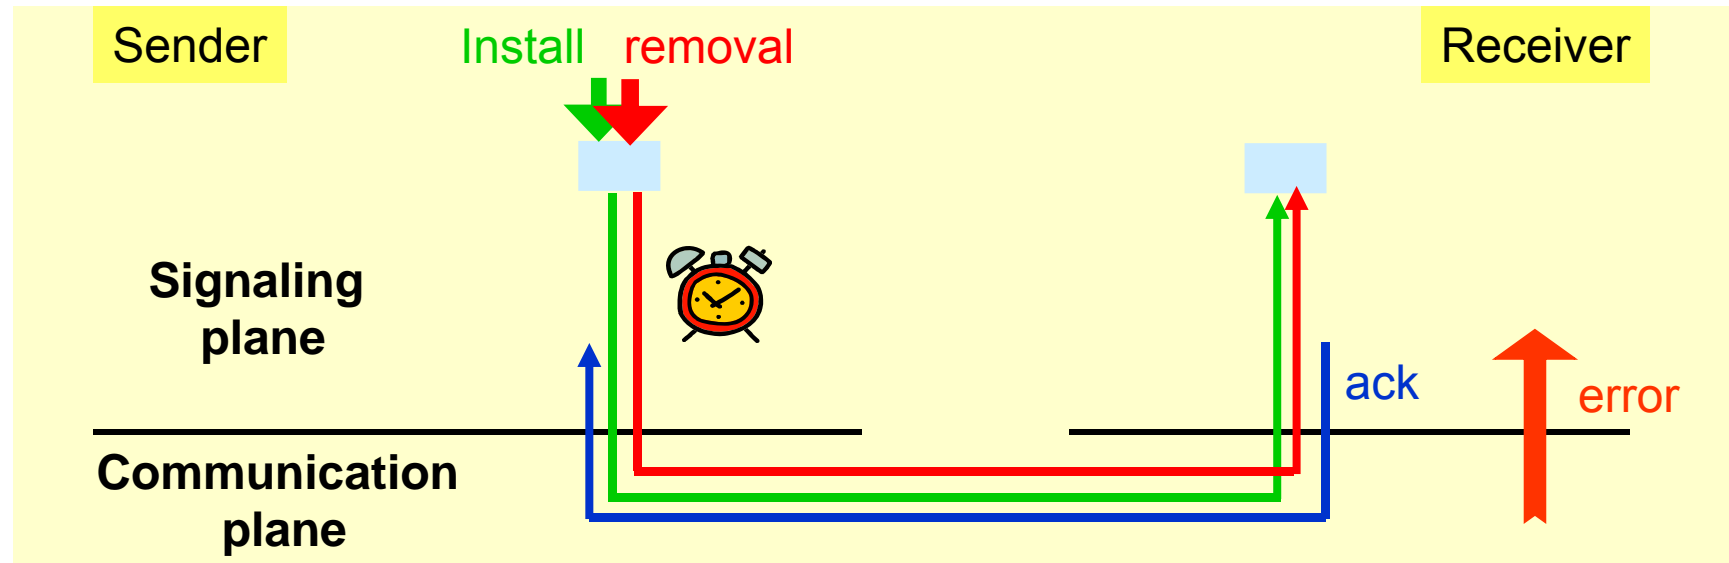 Sender
Install removal
Receiver
Signaling
plane
ack
error
Communication
plane